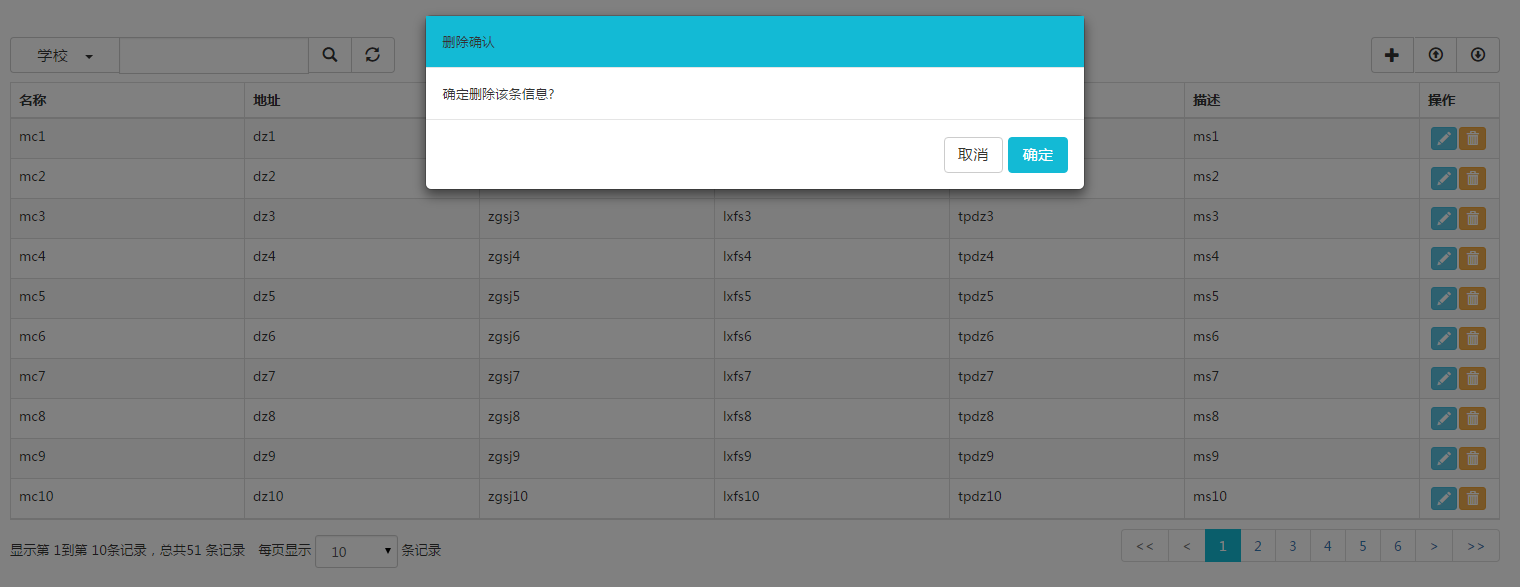 删除确认
学校
确定删除该条信息?
取消 确定
名称 地址 描述 操作
mc1 dz1 ms1
mc2 dz2 ms2
mc3 dz3 zgsj3 lxfs3 tpdz3 ms3
mc4 dz4 zgsj4 lxfs4 tpdz4 ms4
mc5 dz5 zgsj5 lxfs5 tpdz5 ms5
mc6 dz6 zgsj6 lxfs6 tpdz6 ms6
mc7 dz7 zgsj7 lxfs7 tpdz7 ms7
mc8 dz8 zgsj8 lxfs8 tpdz8 ms8
mc9 dz9 zgsj9 lxfs9 tpdz9 ms9
mc10 dz10 zgsj10 lxfs10 tpdz10 ms10
显示第 1到第 10条记录，总共51 条记录 每页显示 10 条记录 << < 1 2 3 4 5 6 > >>